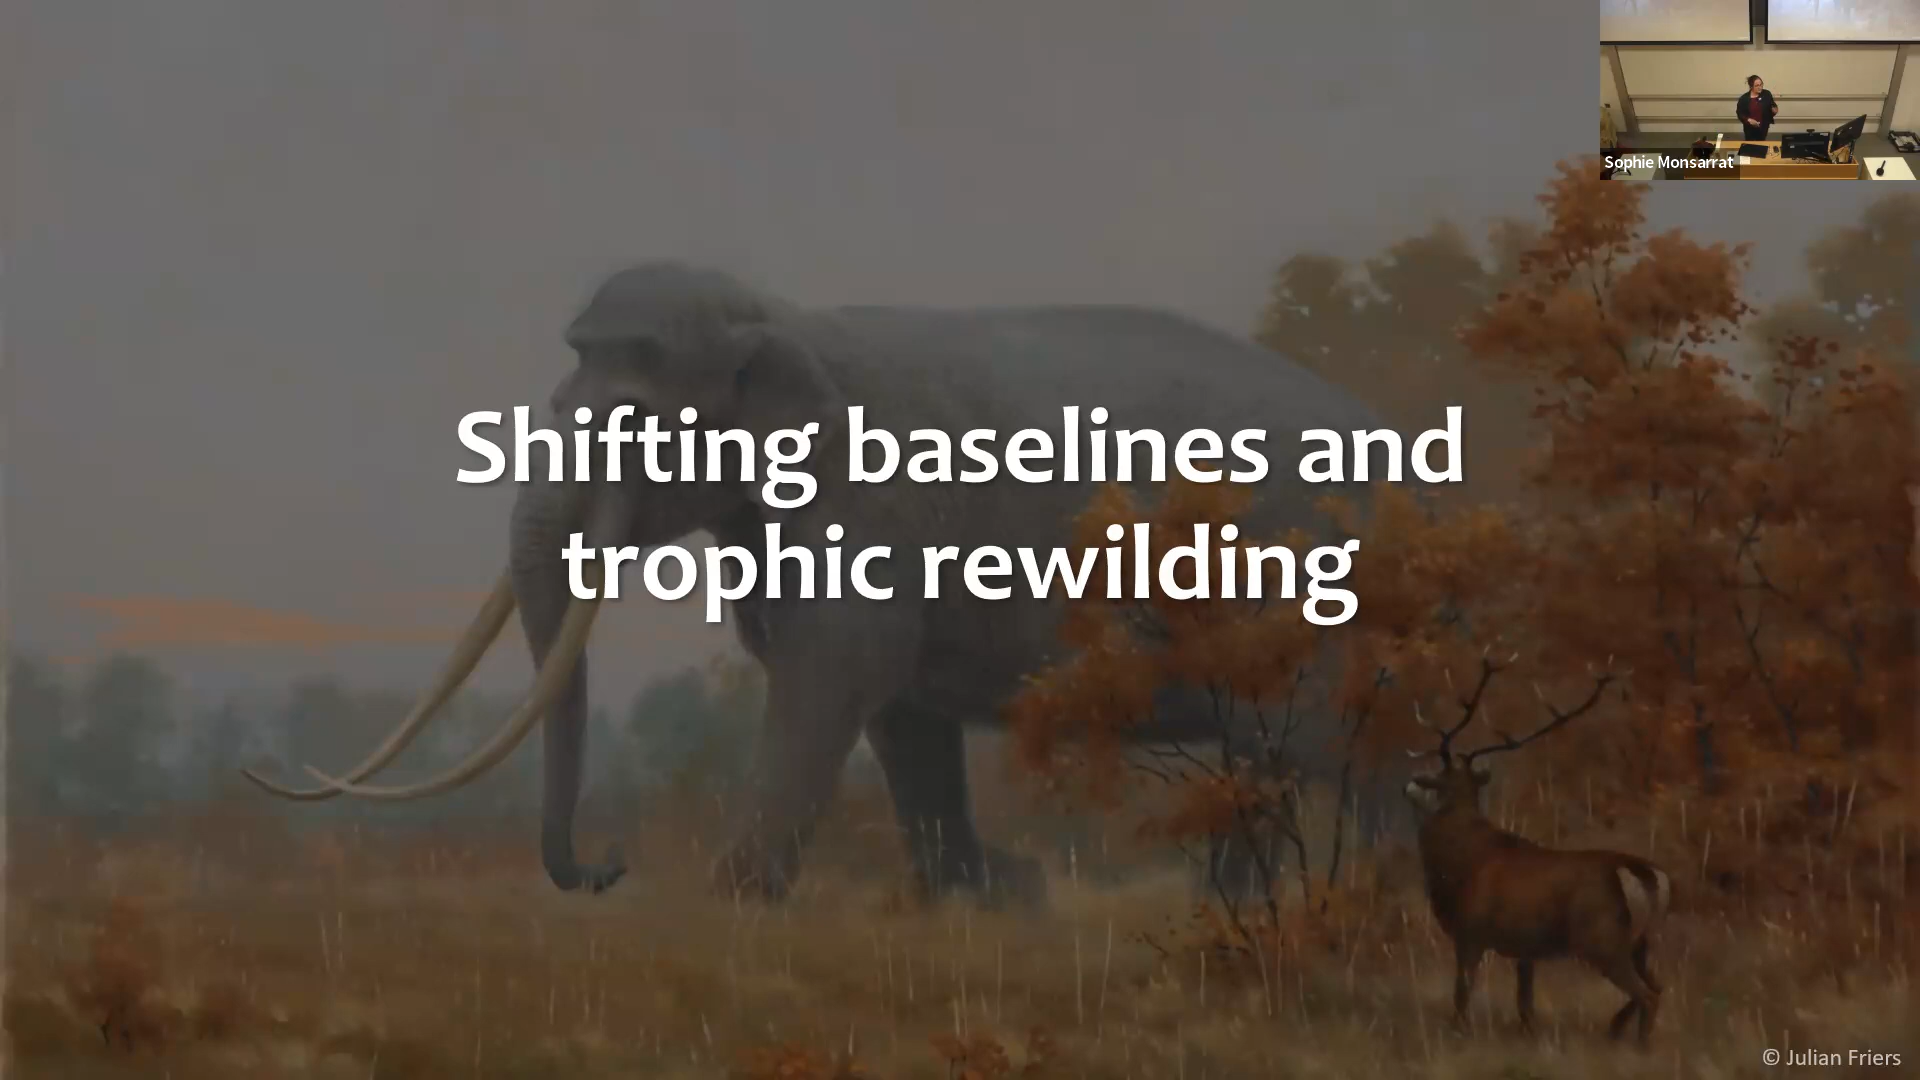 Sophie Monsarrat
Shifting baselines and
trophic rewilding
© Julian Friers